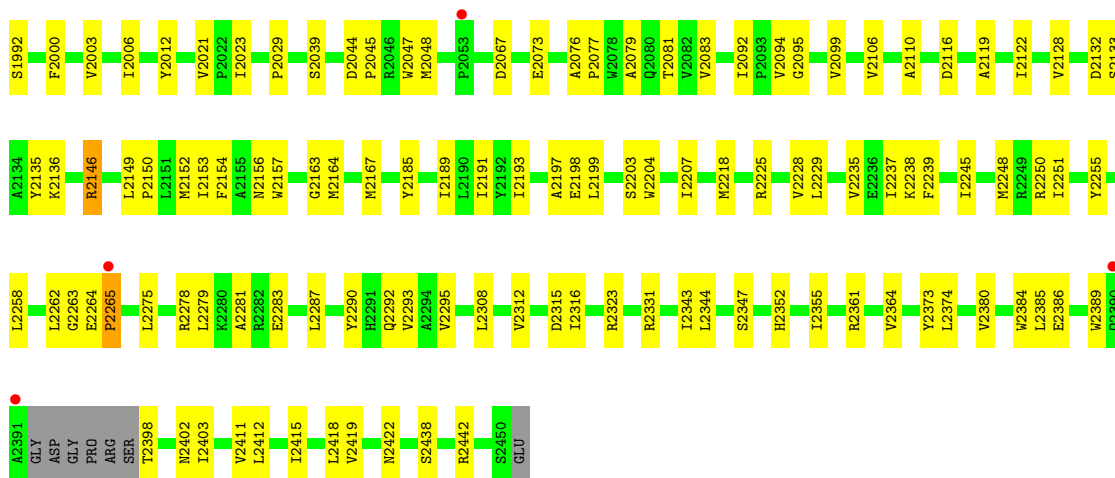 S1992 F2000 V2003 I2006 Y2012 V2021 P2022 I2023 P2029 S2039 D2044 P2045 R2046 W2047 M2048 P2053 D2067 E2073 A2076 P2077 W2078 A2079 Q2080 T2081 V2082 V2083 I2092 P2093 V2094 G2095 V2099 V2106 A2110 D2116 A2119 I2122 V2128 D2132 S2133
A2134 Y2135 K2136 R2146 L2149 P2150 L2151 M2152 I2153 F2154 A2155 N2156 W2157 G2163 M2164 M2167 Y2185 I2189 L2190 I2191 Y2192 I2193 A2197 E2198 L2199 S2203 W2204 I2207 M2218 R2225 V2228 L2229 V2235 E2236 I2237 K2238 F2239 I2245 M2248 R2249 R2250 I2251 Y2255
L2258 L2262 G2263 E2264 P2265 L2275 R2278 L2279 K2280 A2281 R2282 E2283 L2287 Y2290 H2291 Q2292 V2293 A2294 V2295 L2308 V2312 D2315 I2316 R2323 R2331 I2343 L2344 S2347 H2352 I2355 R2361 V2364 Y2373 L2374 V2380 W2384 L2385 E2386 W2389
A2391 GLY ASP GLY PRO ARG SER T2398 N2402 I2403 V2411 L2412 I2415 L2418 V2419 N2422 S2438 R2442 S2450 GLU